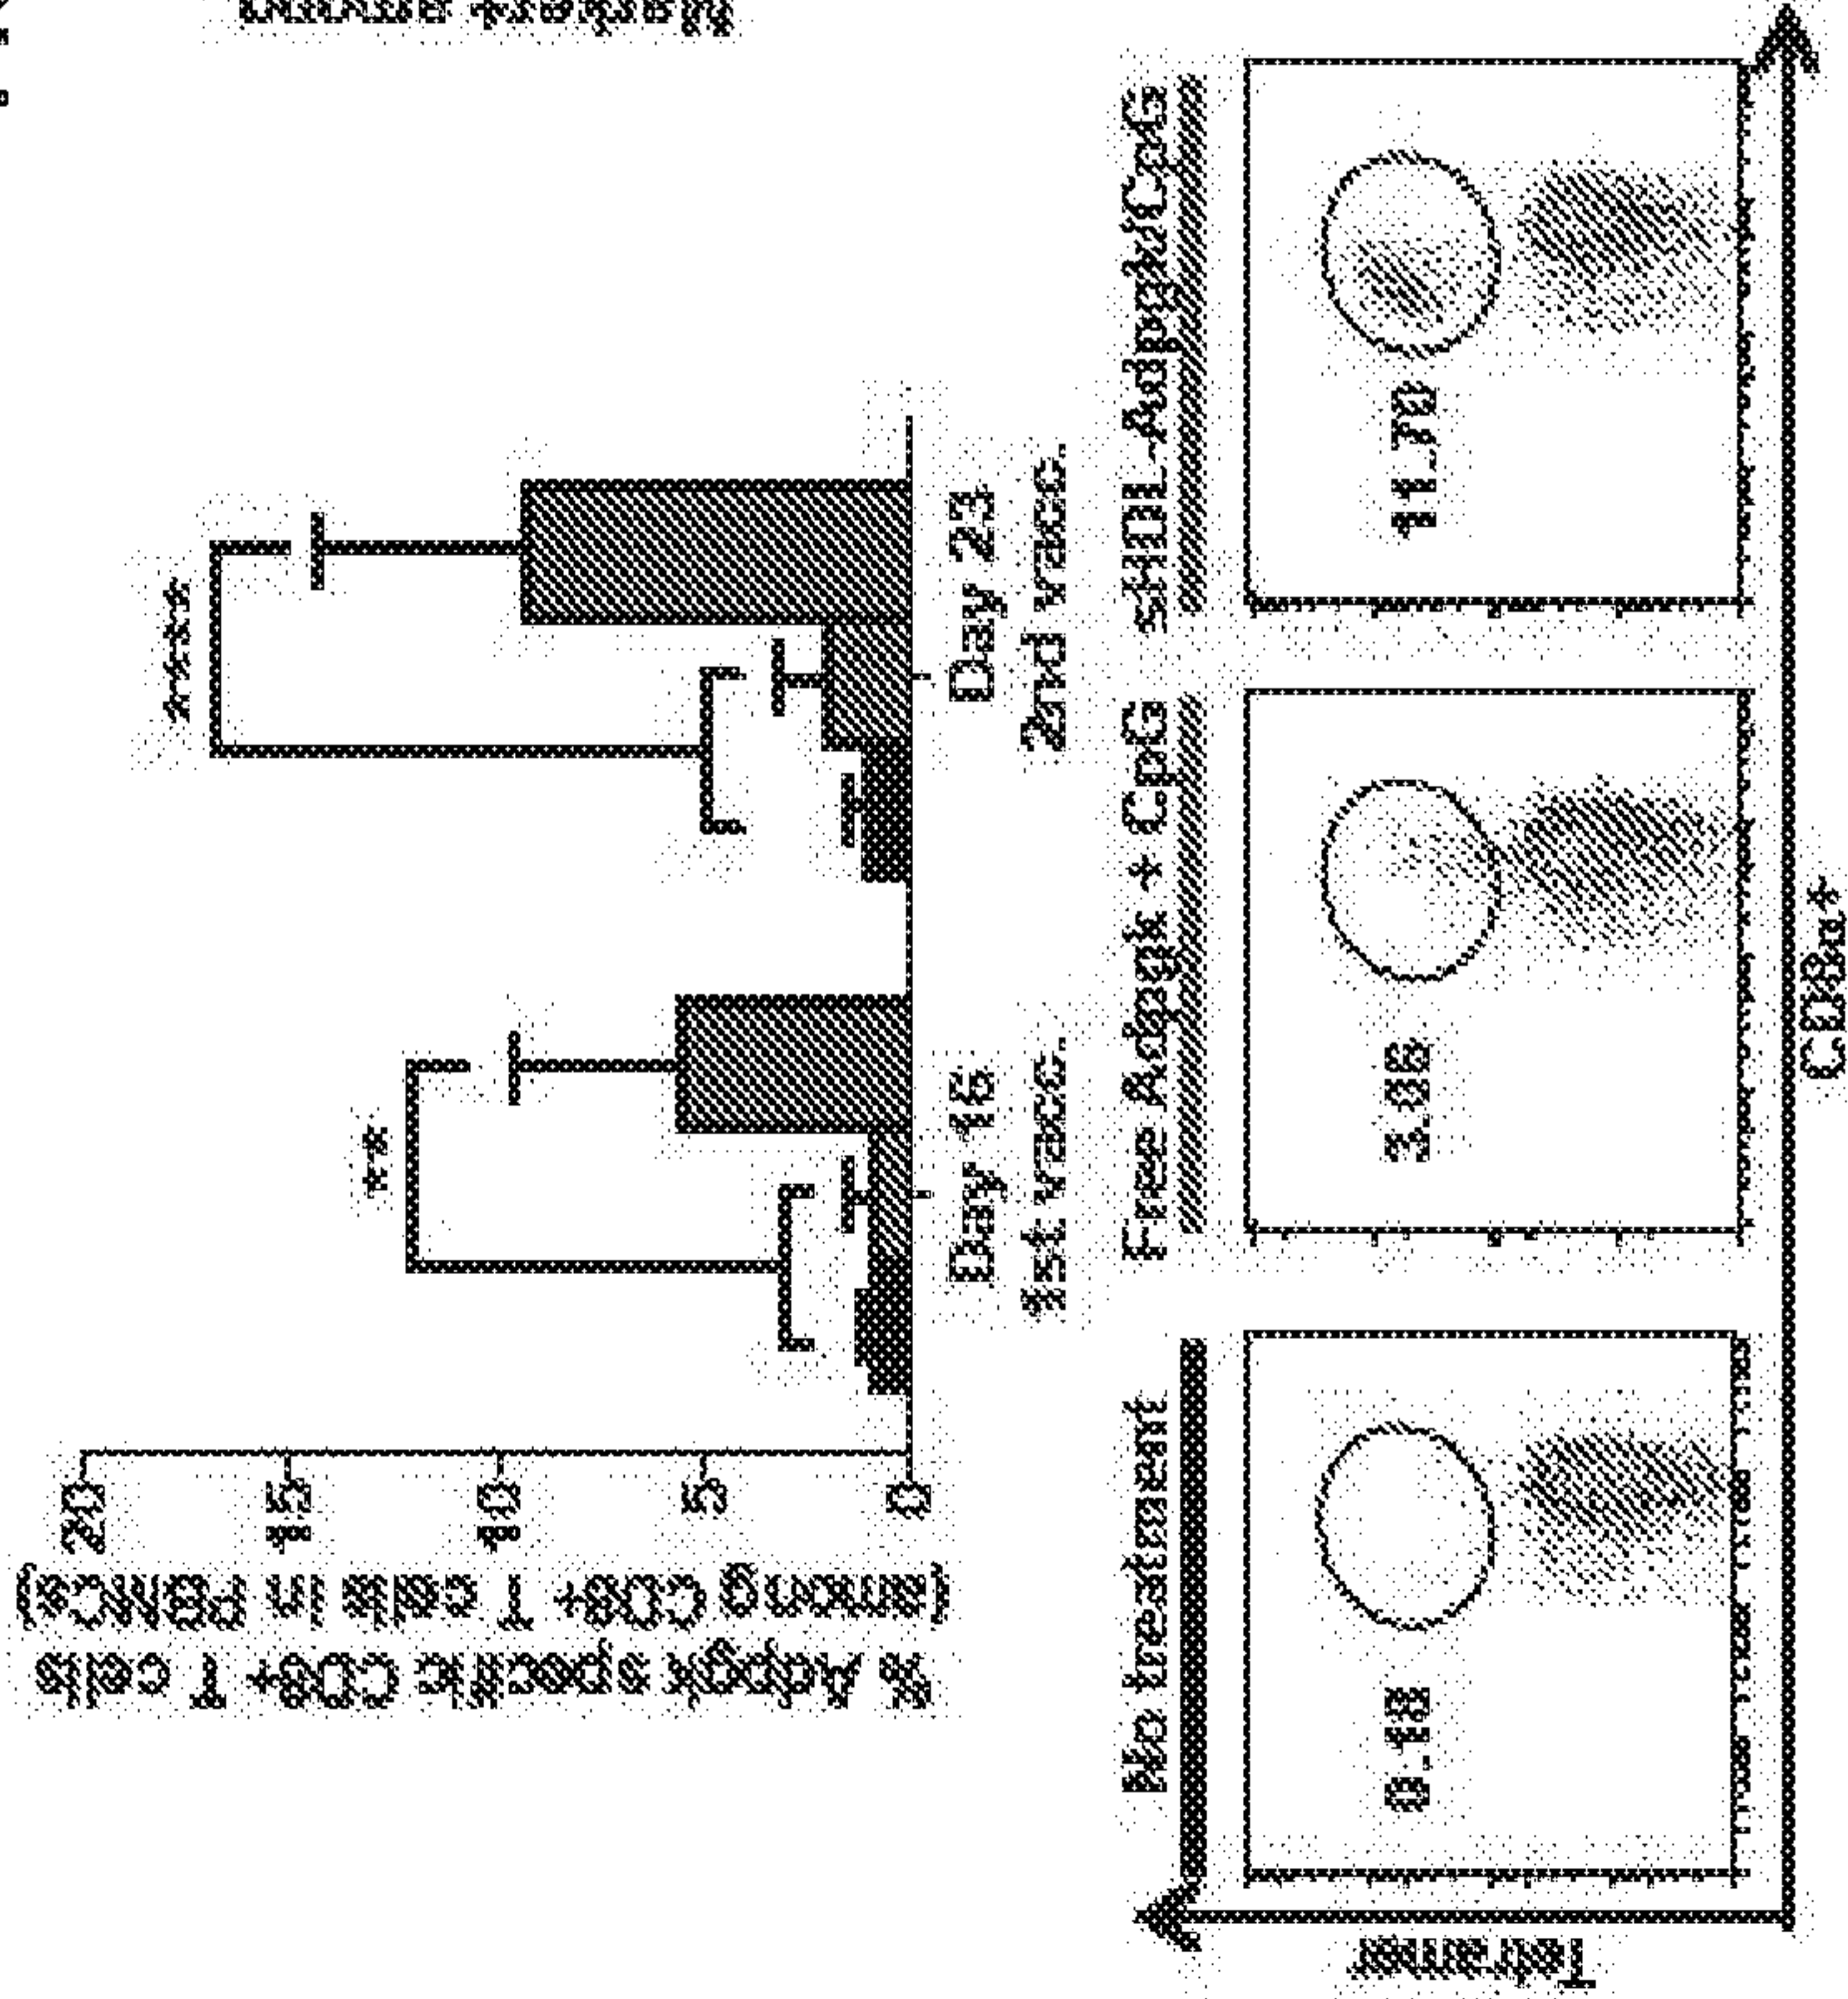 % Adpgk specific CD8+ T cells
(among CD8+ T cells in PBMCs)
20
15
10
5
0
**
****
Day 16
1st vacc.
Day 23
2nd vacc.
No treatment
Free Adpgk + CpG
sHDL-Adpgk/CpG
0.18
3.06
11.70
Tetramer
CD8α+